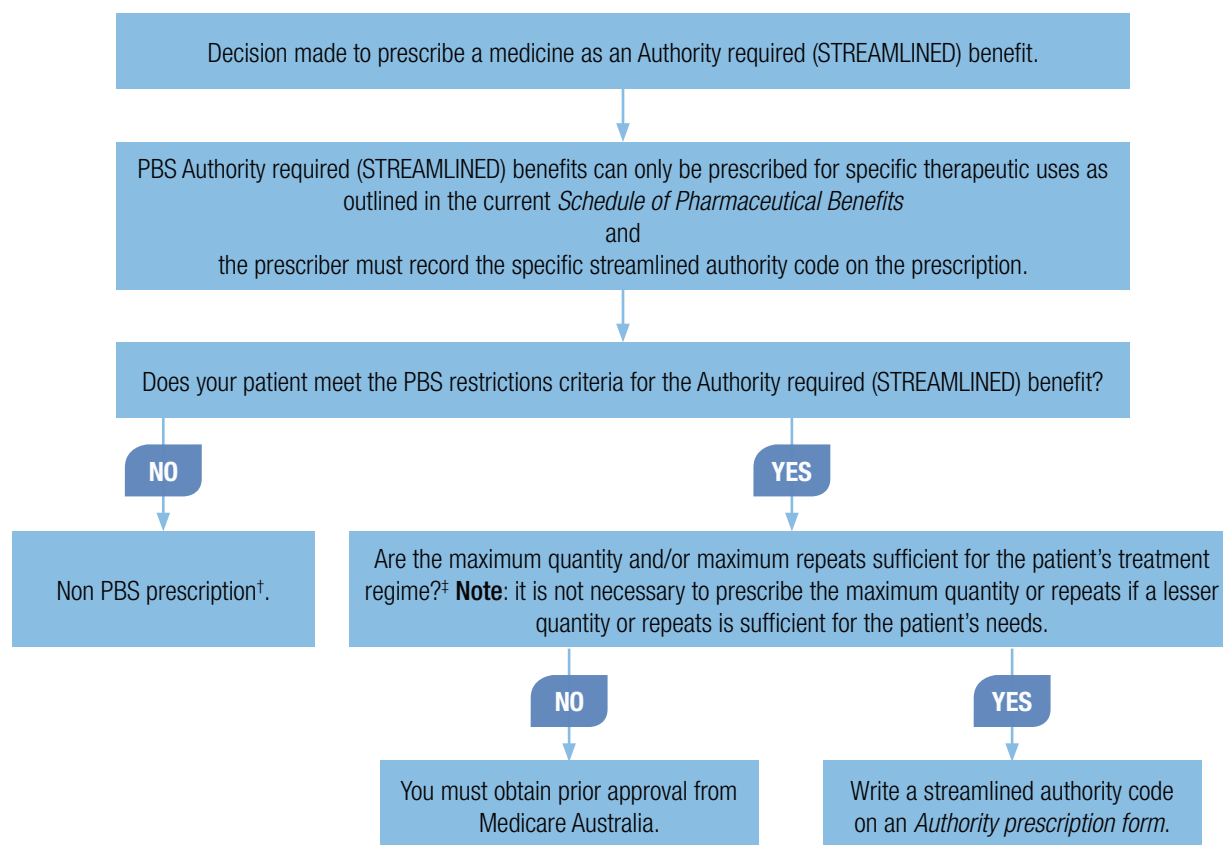 Decision made to prescribe a medicine as an Authority required (STREAMLINED) benefit.
PBS Authority required (STREAMLINED) benefits can only be prescribed for specific therapeutic uses as
outlined in the current Schedule of Pharmaceutical Benefits
and
the prescriber must record the specific streamlined authority code on the prescription.
Does your patient meet the PBS restrictions criteria for the Authority required (STREAMLINED) benefit?
NO
YES
Non PBS prescription†.
Are the maximum quantity and/or maximum repeats sufficient for the patient's treatment
regime?‡ Note: it is not necessary to prescribe the maximum quantity or repeats if a lesser
quantity or repeats is sufficient for the patient's needs.
NO
YES
You must obtain prior approval from
Medicare Australia.
Write a streamlined authority code
on an Authority prescription form.